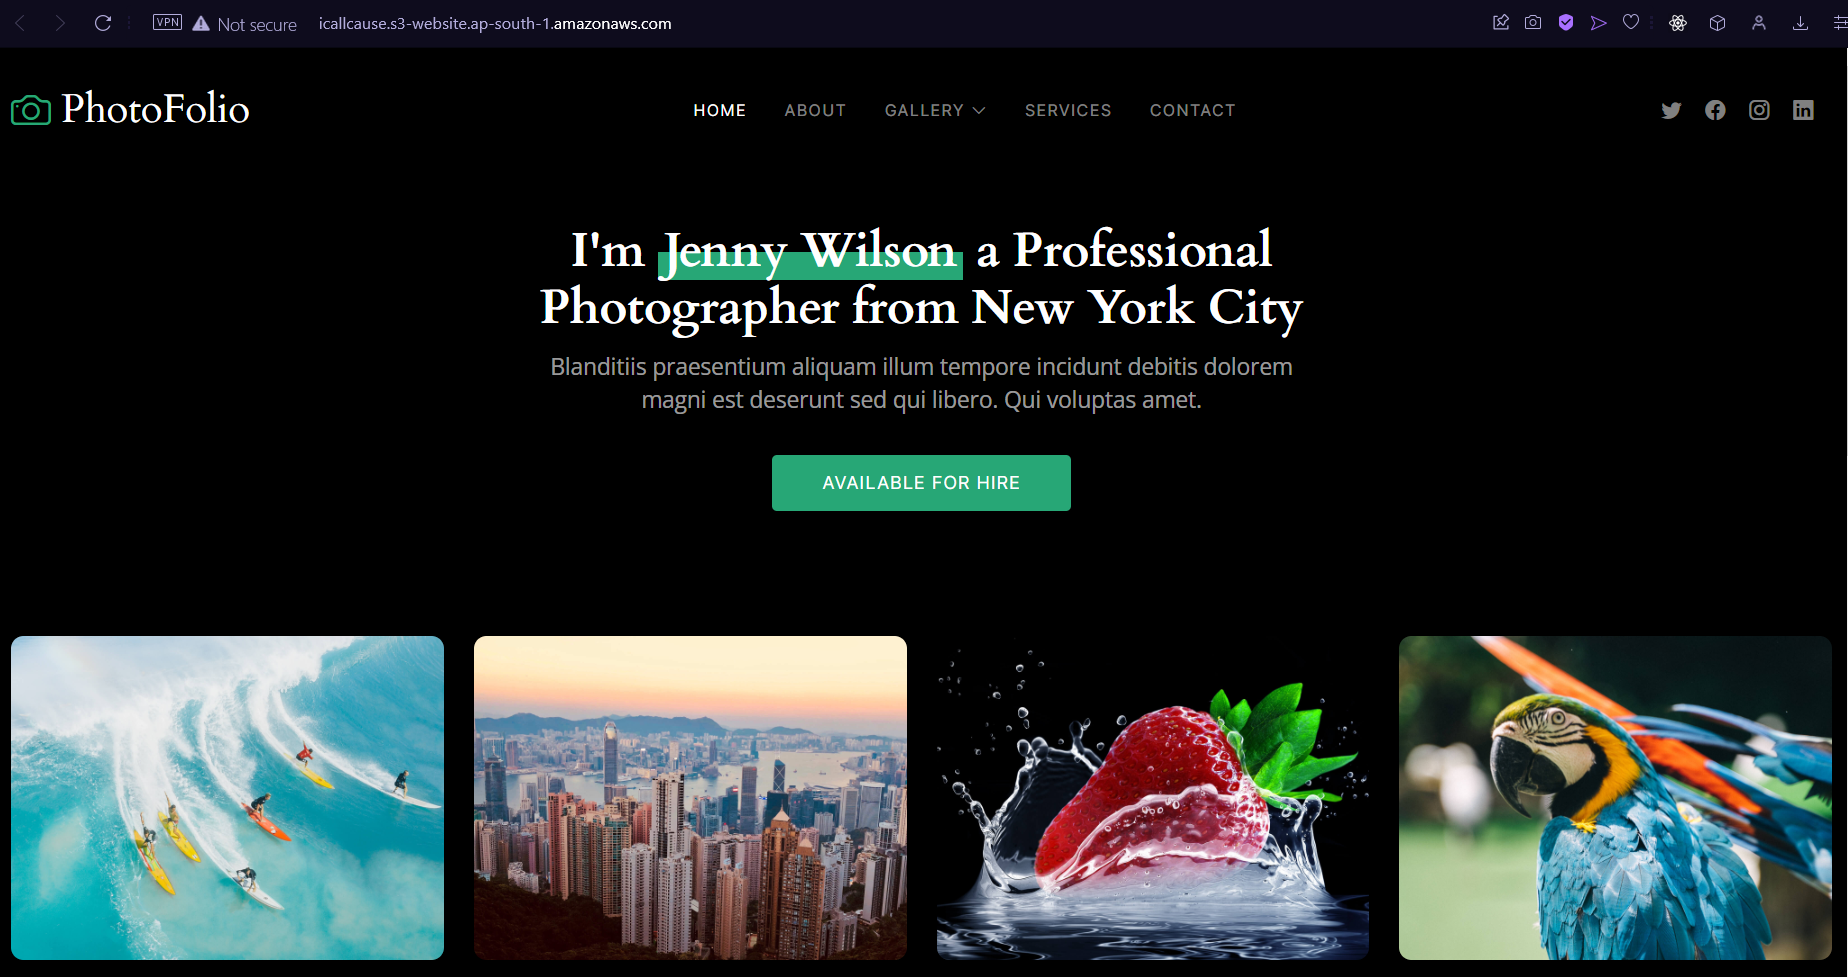 VPN Not secure icallcause.s3-website.ap-south-1.amazonaws.com
PhotoFolio
HOME ABOUT GALLERY SERVICES CONTACT
I'm Jenny Wilson a Professional
Photographer from New York City
Blanditiis praesentium aliquam illum tempore incidunt debitis dolorem
magni est deserunt sed qui libero. Qui voluptas amet.
AVAILABLE FOR HIRE